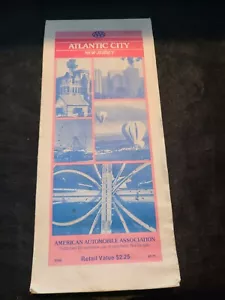 ATLANTIC CITY
NEW JERSEY
AMERICAN AUTOMOBILE ASSOCIATION
Retail Value $2.25